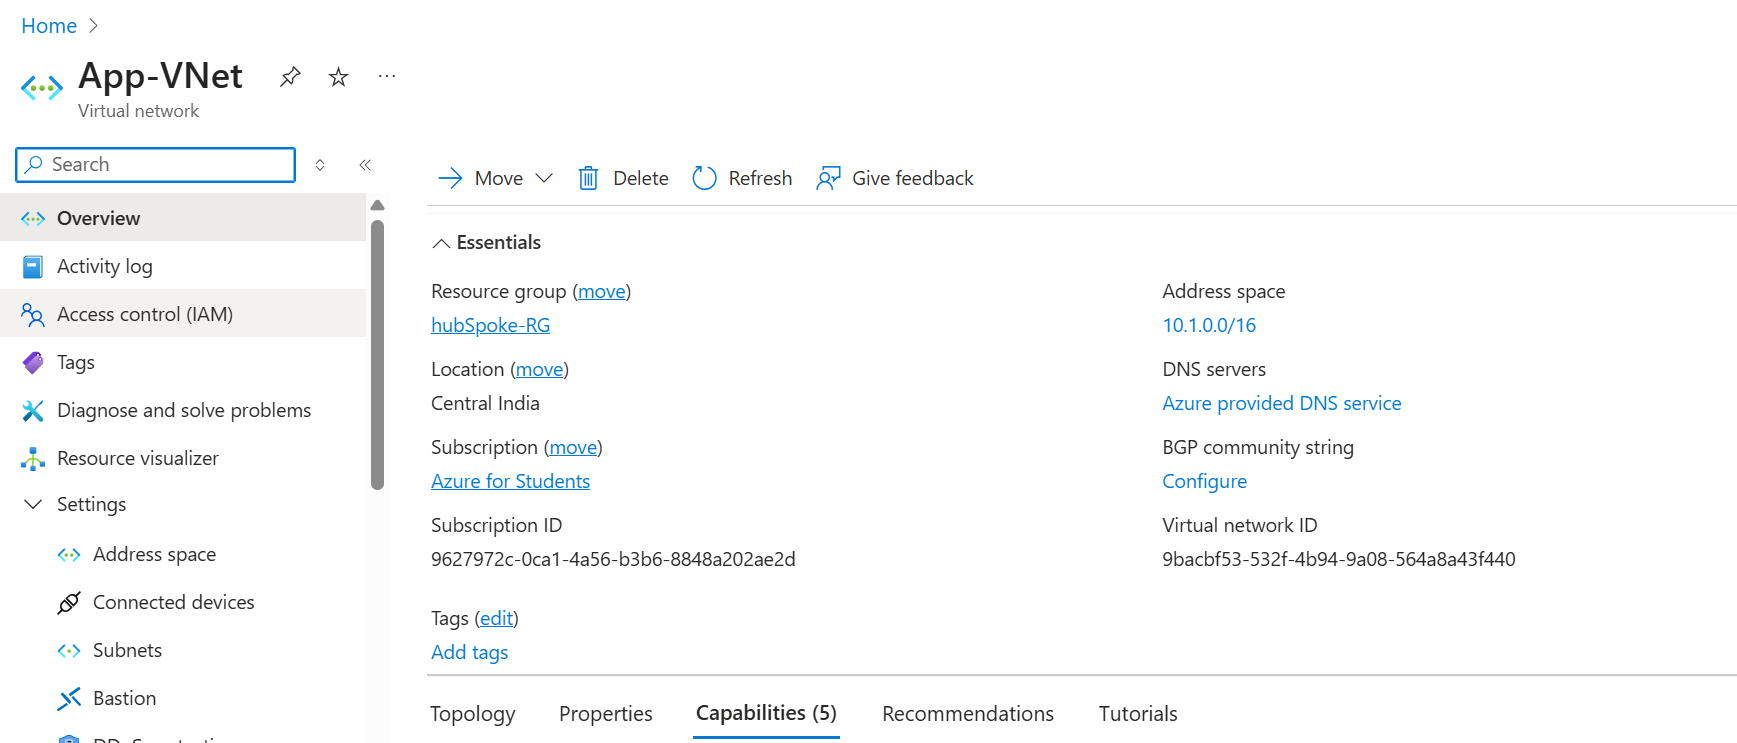 Home
App-VNet
Virtual network
Search
Overview
Activity log
Access control (IAM)
Tags
Diagnose and solve problems
Resource visualizer
Settings
Address space
Connected devices
Subnets
Bastion
Move
Delete
Refresh
Give feedback
Essentials
Resource group (move)
hubSpoke-RG
Location (move)
Central India
Subscription (move)
Azure for Students
Subscription ID
9627972c-0ca1-4a56-b3b6-8848a202ae2d
Address space
10.1.0.0/16
DNS servers
Azure provided DNS service
BGP community string
Configure
Virtual network ID
9bacbf53-532f-4b94-9a08-564a8a43f440
Tags (edit)
Add tags
Topology
Properties
Capabilities (5)
Recommendations
Tutorials